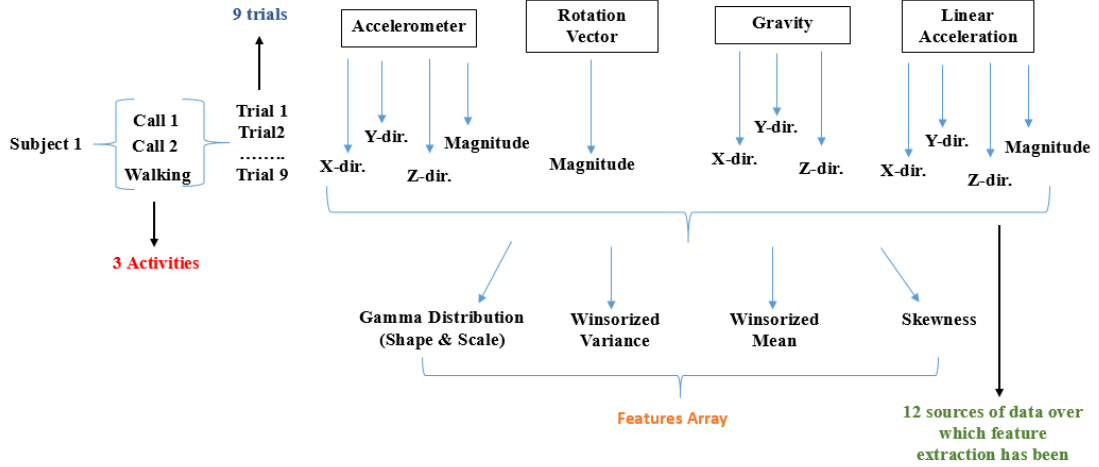 9 trials
Accelerometer
Rotation
Vector
Gravity
Linear
Acceleration
Subject 1
Call 1
Call 2
Walking
Trial 1
Trial2
........
Trial 9
X-dir.
Y-dir.
Z-dir.
Magnitude
Magnitude
X-dir.
Y-dir.
Z-dir.
X-dir.
Y-dir.
Z-dir.
Magnitude
3 Activities
Gamma Distribution
(Shape & Scale)
Winsorized
Variance
Winsorized
Mean
Skewness
Features Array
12 sources of data over
which feature
extraction has been